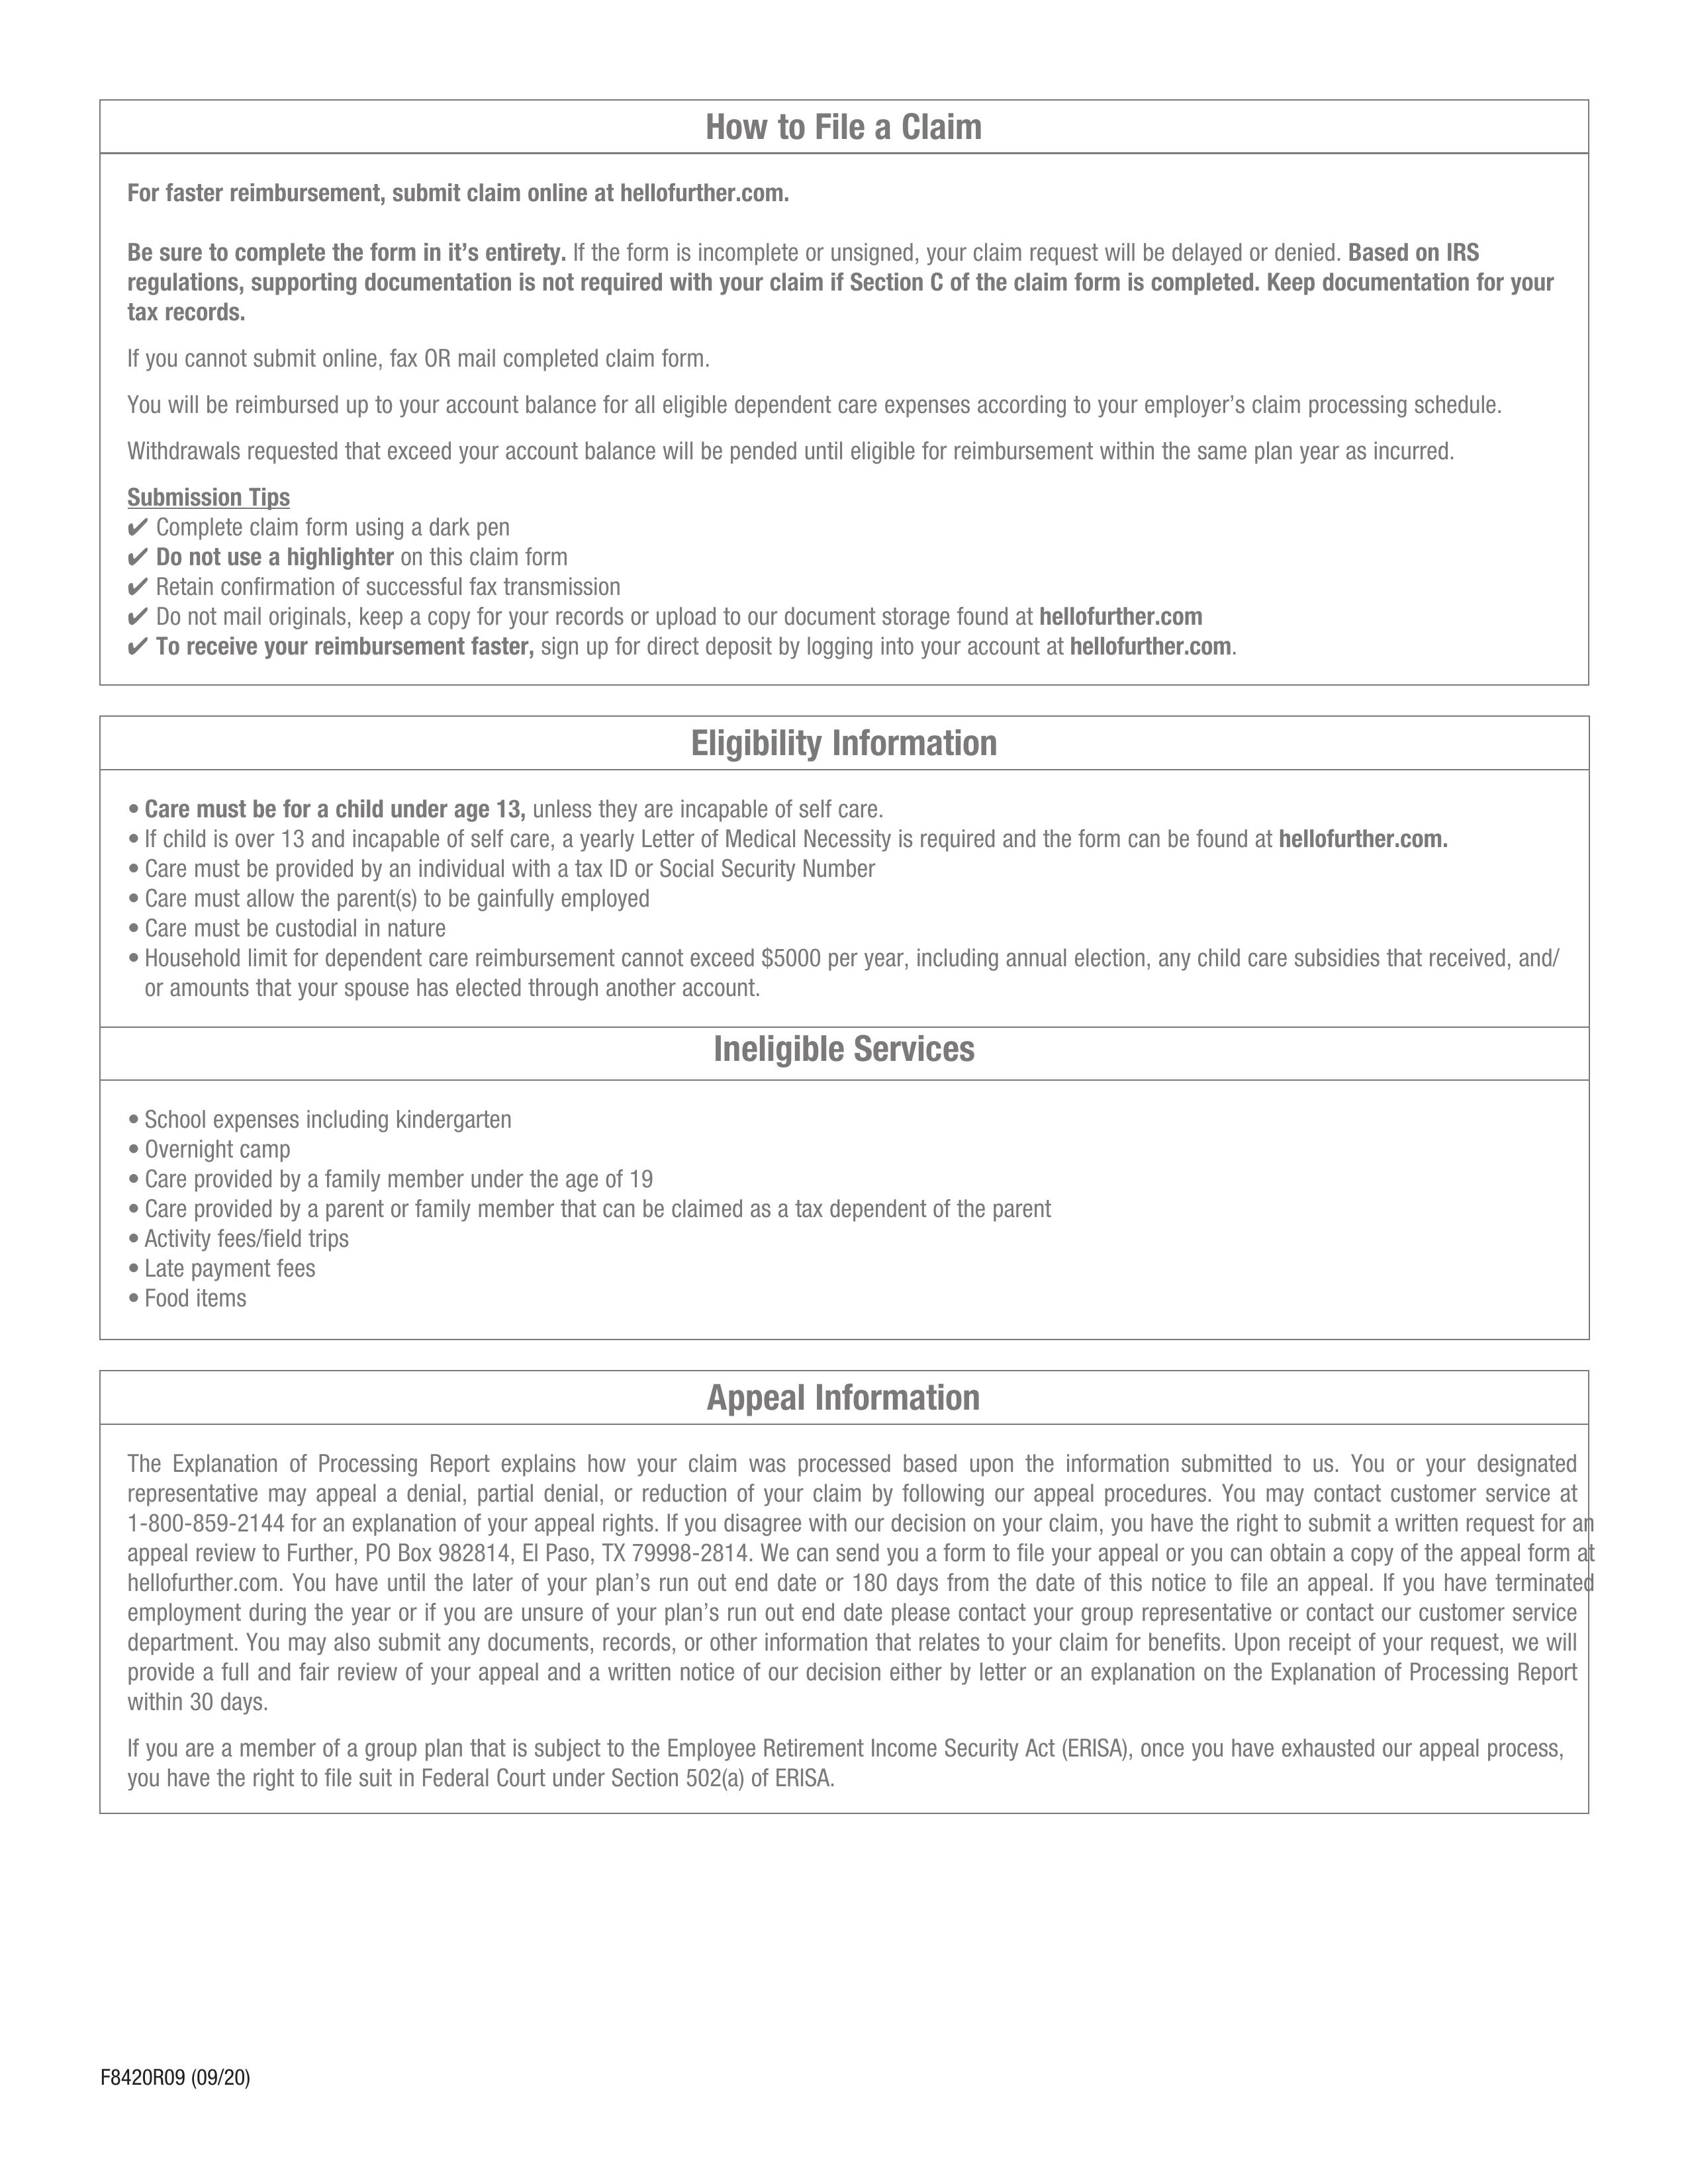 How to File a Claim
For faster reimbursement, submit claim online at hellofurther.com.
Be sure to complete the form in it’s entirety. If the form is incomplete or unsigned, your claim request will be delayed or denied. Based on IRS
regulations, supporting documentation is not required with your claim if Section C of the claim form is completed. Keep documentation for your
tax records.
If you cannot submit online, fax OR mail completed claim form.
You will be reimbursed up to your account balance for all eligible dependent care expenses according to your employer’s claim processing schedule.
Withdrawals requested that exceed your account balance will be pended until eligible for reimbursement within the same plan year as incurred.
Submission Tips
✔ Complete claim form using a dark pen
✔ Do not use a highlighter on this claim form
✔ Retain confirmation of successful fax transmission
✔ Do not mail originals, keep a copy for your records or upload to our document storage found at hellofurther.com
✔ To receive your reimbursement faster, sign up for direct deposit by logging into your account at hellofurther.com.
Eligibility Information
• Care must be for a child under age 13, unless they are incapable of self care.
• If child is over 13 and incapable of self care, a yearly Letter of Medical Necessity is required and the form can be found at hellofurther.com.
• Care must be provided by an individual with a tax ID or Social Security Number
• Care must allow the parent(s) to be gainfully employed
• Care must be custodial in nature
• Household limit for dependent care reimbursement cannot exceed $5000 per year, including annual election, any child care subsidies that received, and/
or amounts that your spouse has elected through another account.
Ineligible Services
• School expenses including kindergarten
• Overnight camp
• Care provided by a family member under the age of 19
• Care provided by a parent or family member that can be claimed as a tax dependent of the parent
• Activity fees/field trips
• Late payment fees
• Food items
Appeal Information
The Explanation of Processing Report explains how your claim was processed based upon the information submitted to us. You or your designated
representative may appeal a denial, partial denial, or reduction of your claim by following our appeal procedures. You may contact customer service at
1-800-859-2144 for an explanation of your appeal rights. If you disagree with our decision on your claim, you have the right to submit a written request for an
appeal review to Further, PO Box 982814, El Paso, TX 79998-2814. We can send you a form to file your appeal or you can obtain a copy of the appeal form at
hellofurther.com. You have until the later of your plan’s run out end date or 180 days from the date of this notice to file an appeal. If you have terminated
employment during the year or if you are unsure of your plan’s run out end date please contact your group representative or contact our customer service
department. You may also submit any documents, records, or other information that relates to your claim for benefits. Upon receipt of your request, we will
provide a full and fair review of your appeal and a written notice of our decision either by letter or an explanation on the Explanation of Processing Report
within 30 days.
If you are a member of a group plan that is subject to the Employee Retirement Income Security Act (ERISA), once you have exhausted our appeal process,
you have the right to file suit in Federal Court under Section 502(a) of ERISA.
F8420R09 (09/20)